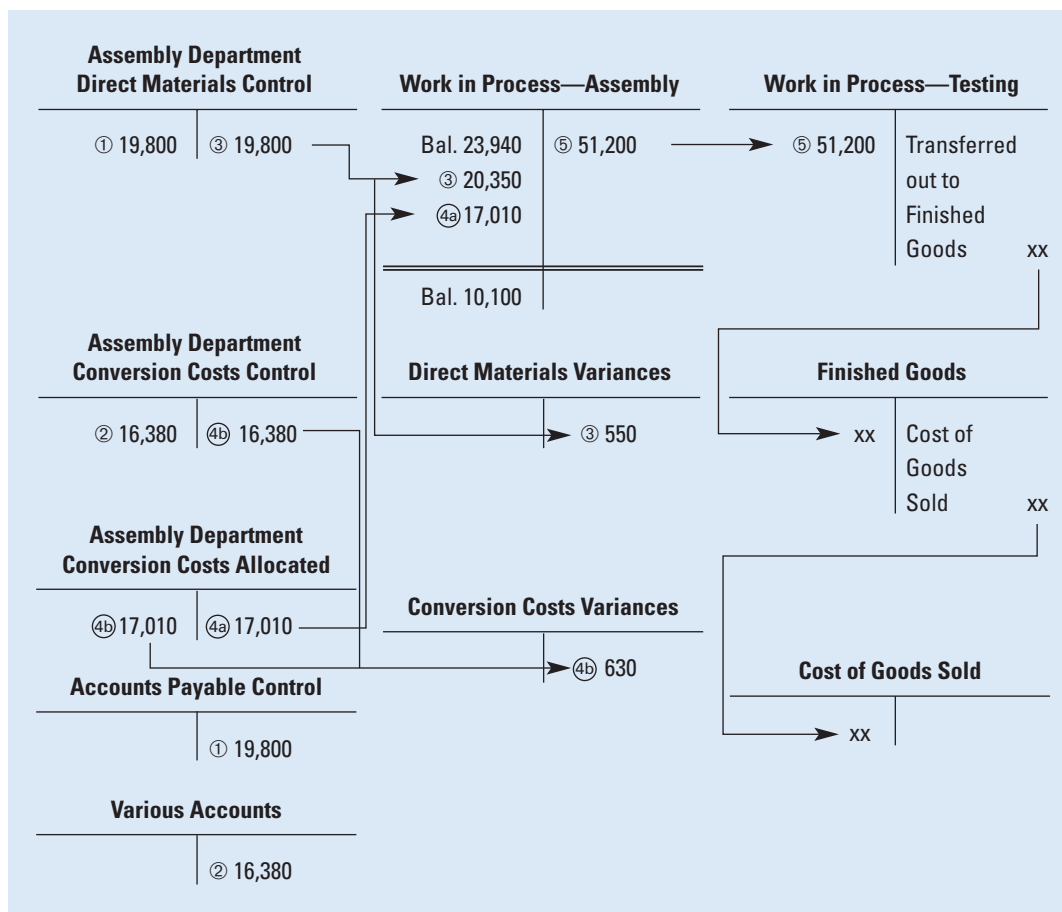 Assembly Department
Direct Materials Control
① 19,800 ③ 19,800
Work in Process—Assembly
Bal. 23,940 ⑤ 51,200
③ 20,350
④a 17,010
Bal. 10,100
Work in Process—Testing
⑤ 51,200 Transferred
out to
Finished
Goods xx
Assembly Department
Conversion Costs Control
② 16,380 ④b 16,380
Direct Materials Variances
③ 550
Finished Goods
xx Cost of
Goods
Sold xx
Assembly Department
Conversion Costs Allocated
④b 17,010 ④a 17,010
Conversion Costs Variances
④b 630
Cost of Goods Sold
xx
Accounts Payable Control
① 19,800
Various Accounts
② 16,380